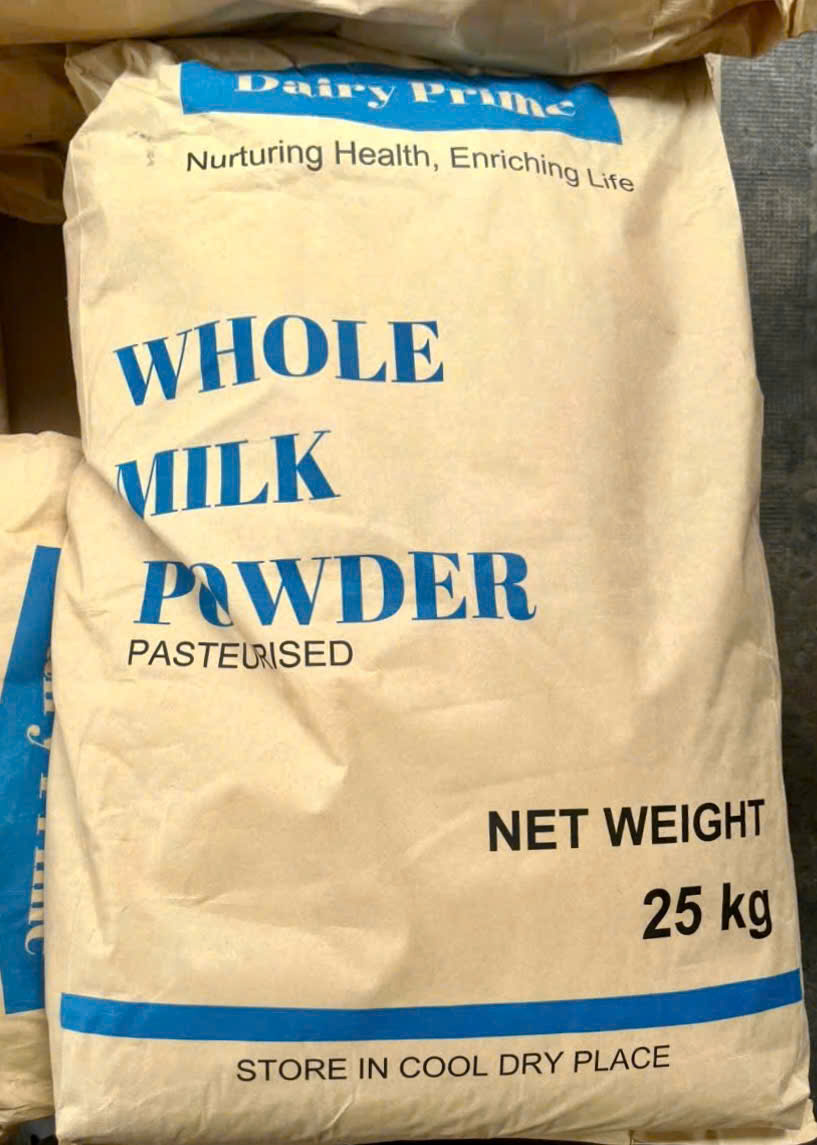 Dairy Prime
Nurturing Health, Enriching Life
WHOLE
MILK
POWDER
PASTEURISED
NET WEIGHT
25 kg
STORE IN COOL DRY PLACE
Prime